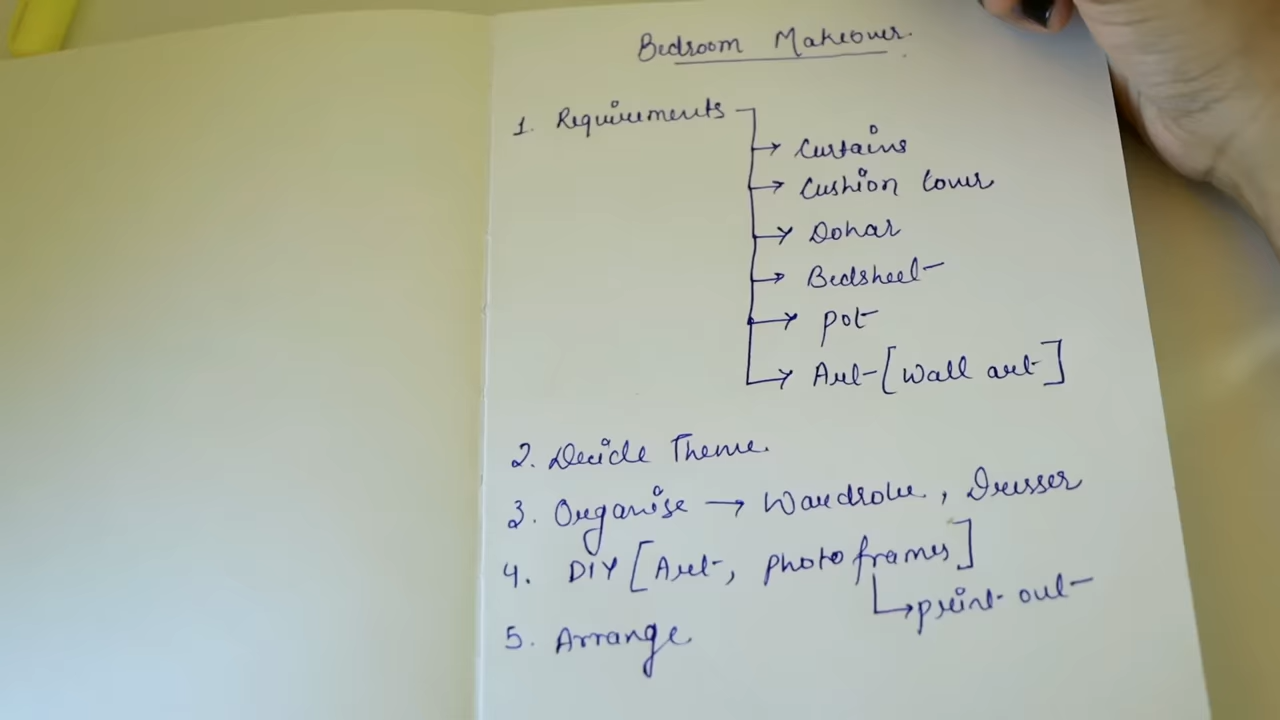 Bedroom Makeover.
1. Requirements
→ Curtains
→ Cushion Cover
→ Dohar
→ Bedsheet
→ pot
→ Art [Wall art]
2. Decide Theme.
3. Organise → Wardrobe, Dresser
4. DIY [Art, photo frames]
→ print out
5. Arrange